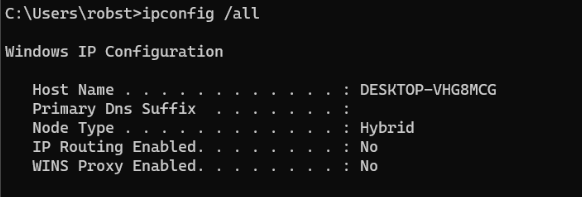 C:\Users\robst>ipconfig /all
Windows IP Configuration
Host Name . . . . . . . . . . . . : DESKTOP-VHG8MCG
Primary Dns Suffix  . . . . . . . :
Node Type . . . . . . . . . . . . : Hybrid
IP Routing Enabled. . . . . . . . : No
WINS Proxy Enabled. . . . . . . . : No